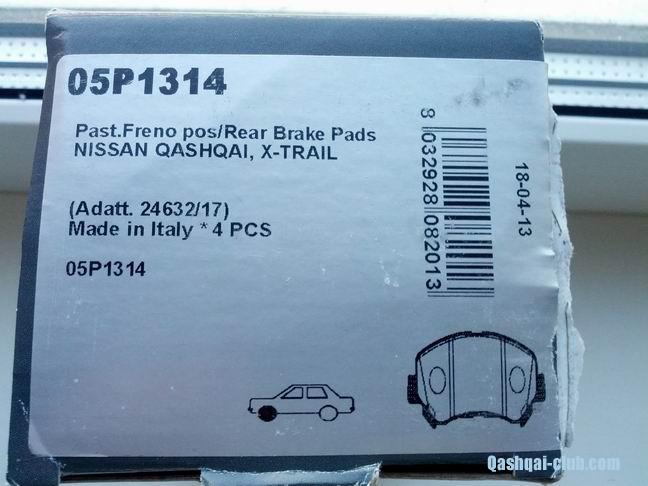 05P1314
Past.Freno pos/Rear Brake Pads
NISSAN QASHQAI, X-TRAIL
(Adatt. 24632/17)
Made in Italy * 4 PCS
05P1314
8 032928 082013
18-04-13
Qashqai-club.com